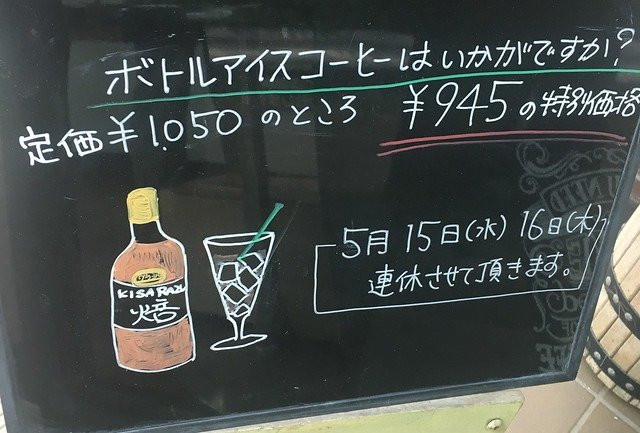 ボトルアイスコーヒーはいかがですか?
定価¥1,050のところ ¥945の特別価格
5月15日(水) 16日(木)
連休させて頂きます。
KISARAZU
焙
NEED